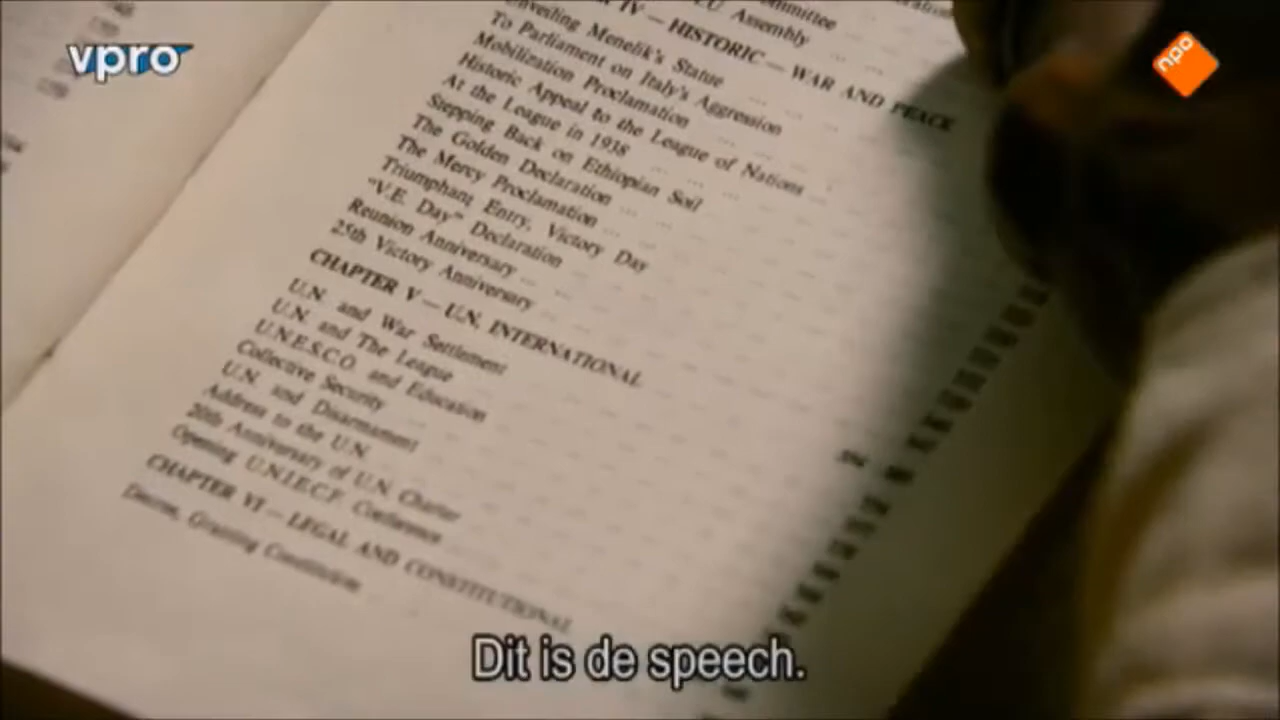 vpro
npo
Committee
O.A.U. Assembly
IV — HISTORIC — WAR AND PEACE
Unveiling Menelik's Statue
To Parliament on Italy's Aggression
Mobilization Proclamation
Historic Appeal to the League of Nations
At the League in 1938
Stepping Back on Ethiopian Soil
The Golden Declaration
The Mercy Proclamation
Triumphant Entry, Victory Day
"V.E. Day" Declaration
Reunion Anniversary
25th Victory Anniversary
CHAPTER V — U.N. INTERNATIONAL
U.N. and War Settlement
U.N. and The League
U.N.E.S.C.O. and Education
Collective Security
U.N. and Disarmament
Address to the U.N.
20th Anniversary of U.N. Charter
Opening U.N.I.E.C.F. Conference
CHAPTER VI — LEGAL AND CONSTITUTIONAL
Decree, Granting Constitution
Dit is de speech.